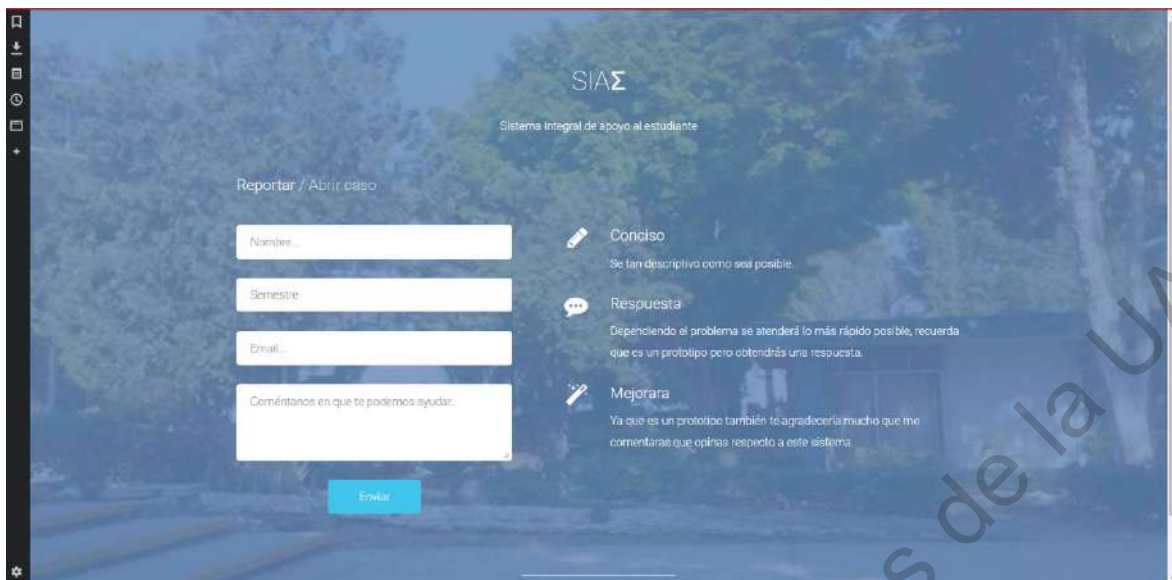 SIAΣ
Sistema Integral de apoyo al estudiante
Reportar / Abrir caso
Nombre...
Semestre
Email...
Coméntanos en que te podemos ayudar..
Enviar
Conciso
Se tan descriptivo como sea posible.
Respuesta
Dependiendo el problema se atenderá lo más rápido posible, recuerda
que es un prototipo pero obtendrás una respuesta.
Mejorara
Ya que es un prototipo también te agradecería mucho que me
comentaras que opinas respecto a este sistema.
de la UA